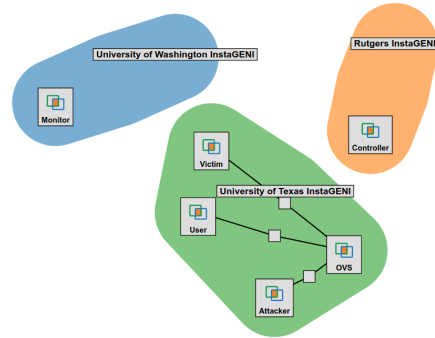 University of Washington InstaGENI
Rutgers InstaGENI
Monitor
Controller
Victim
University of Texas InstaGENI
User
OVS
Attacker